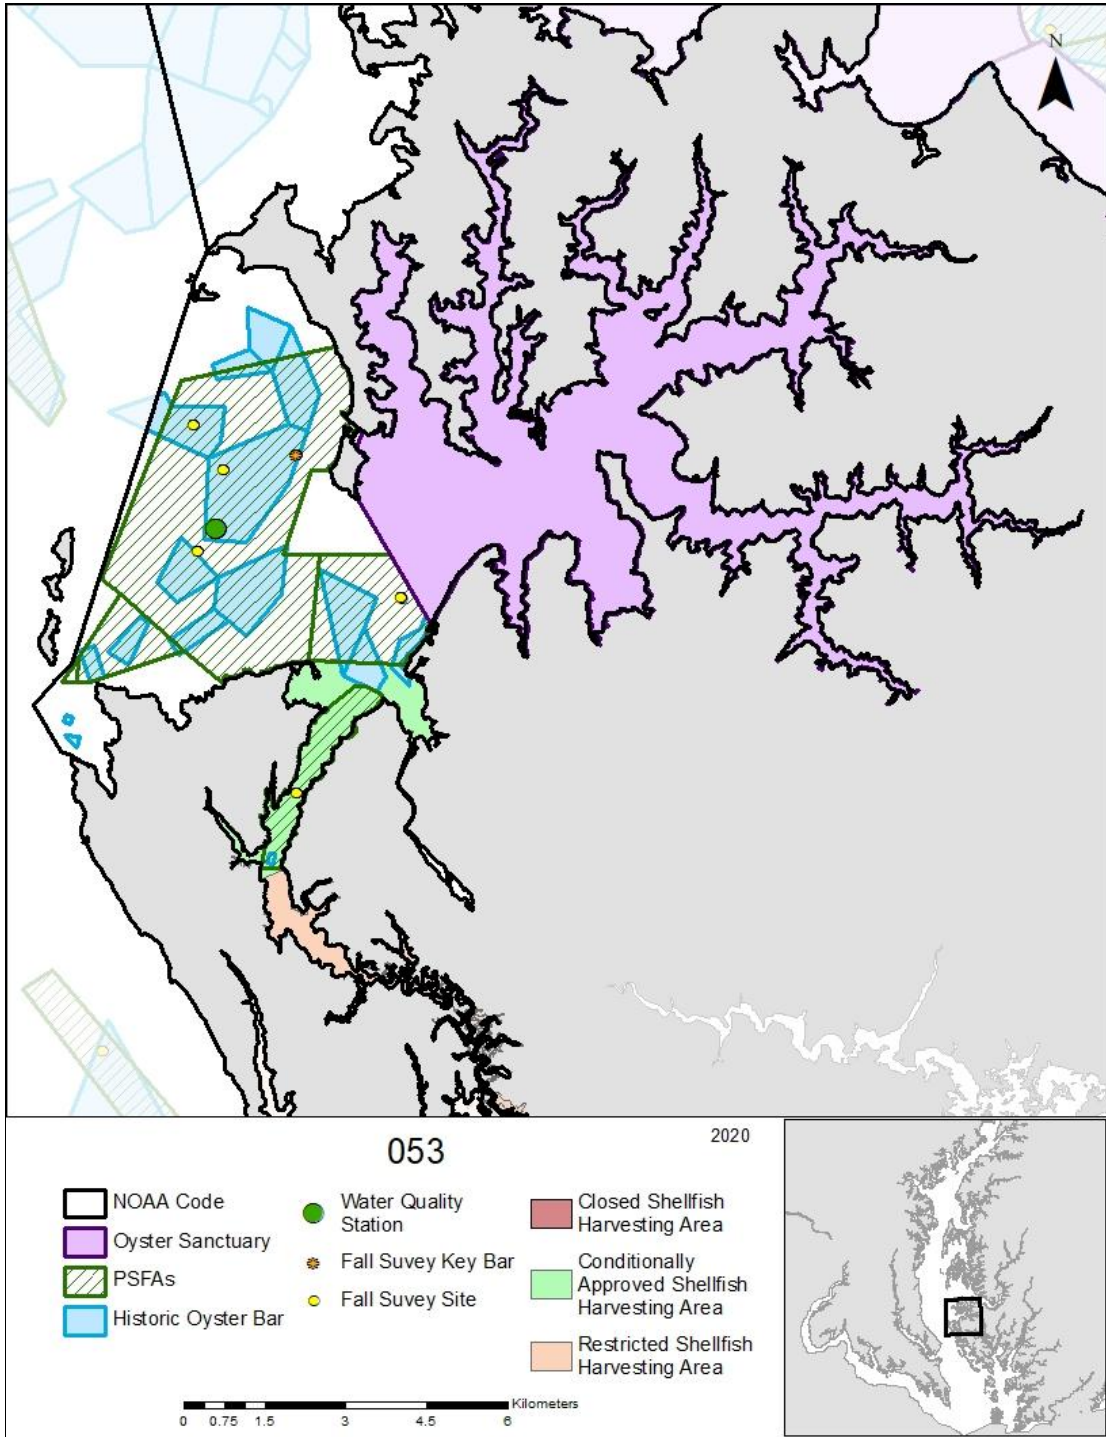 N
053
2020
NOAA Code
Oyster Sanctuary
PSFAs
Historic Oyster Bar
Water Quality
Station
Fall Suvey Key Bar
Fall Suvey Site
Closed Shellfish
Harvesting Area
Conditionally
Approved Shellfish
Harvesting Area
Restricted Shellfish
Harvesting Area
Kilometers
0 0.75 1.5 3 4.5 6